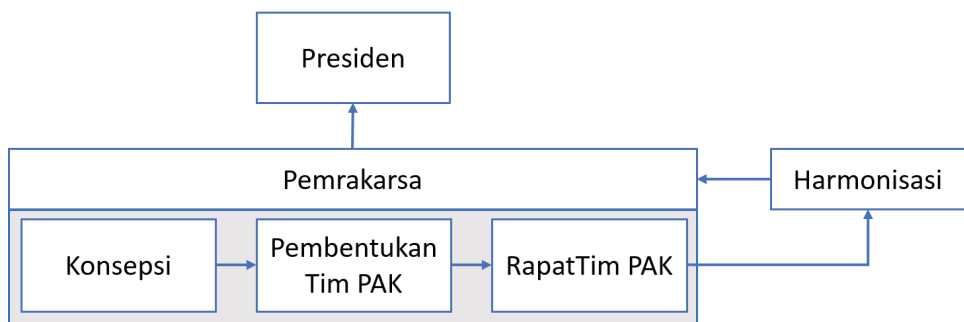 Presiden
Pemrakarsa
Harmonisasi
Konsepsi
Pembentukan
Tim PAK
RapatTim PAK